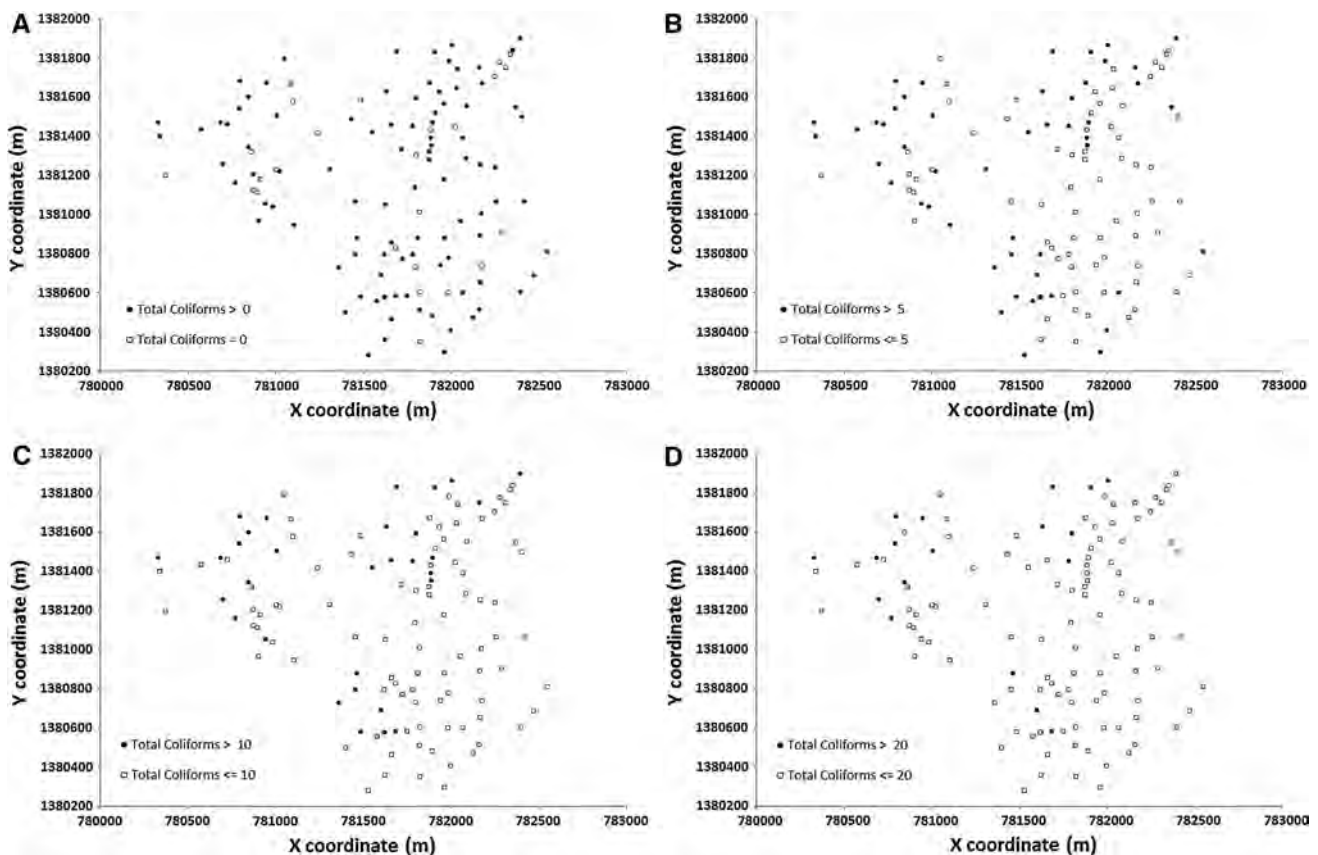 A
1382000
1381800
1381600
1381400
1381200
1381000
1380800
1380600
1380400
1380200
Y coordinate (m)
Total Coliforms > 0
Total Coliforms = 0
780000 780500 781000 781500 782000 782500 783000
X coordinate (m)
B
1382000
1381800
1381600
1381400
1381200
1381000
1380800
1380600
1380400
1380200
Y coordinate (m)
Total Coliforms > 5
Total Coliforms <= 5
780000 780500 781000 781500 782000 782500 783000
X coordinate (m)
C
1382000
1381800
1381600
1381400
1381200
1381000
1380800
1380600
1380400
1380200
Y coordinate (m)
Total Coliforms > 10
Total Coliforms <= 10
780000 780500 781000 781500 782000 782500 783000
X coordinate (m)
D
1382000
1381800
1381600
1381400
1381200
1381000
1380800
1380600
1380400
1380200
Y coordinate (m)
Total Coliforms > 20
Total Coliforms <= 20
780000 780500 781000 781500 782000 782500 783000
X coordinate (m)